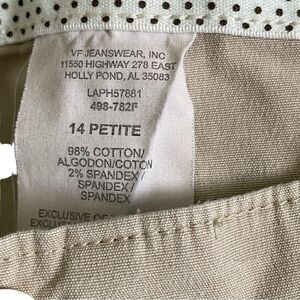 VF JEANSWEAR, INC
11550 HIGHWAY 278 EAST
HOLLY POND, AL 35083
LAPH57881
498-782F
14 PETITE
98% COTTON/
ALGODON/COTON
2% SPANDEX/
SPANDEX/
SPANDEX
EXCLUSIVE OF